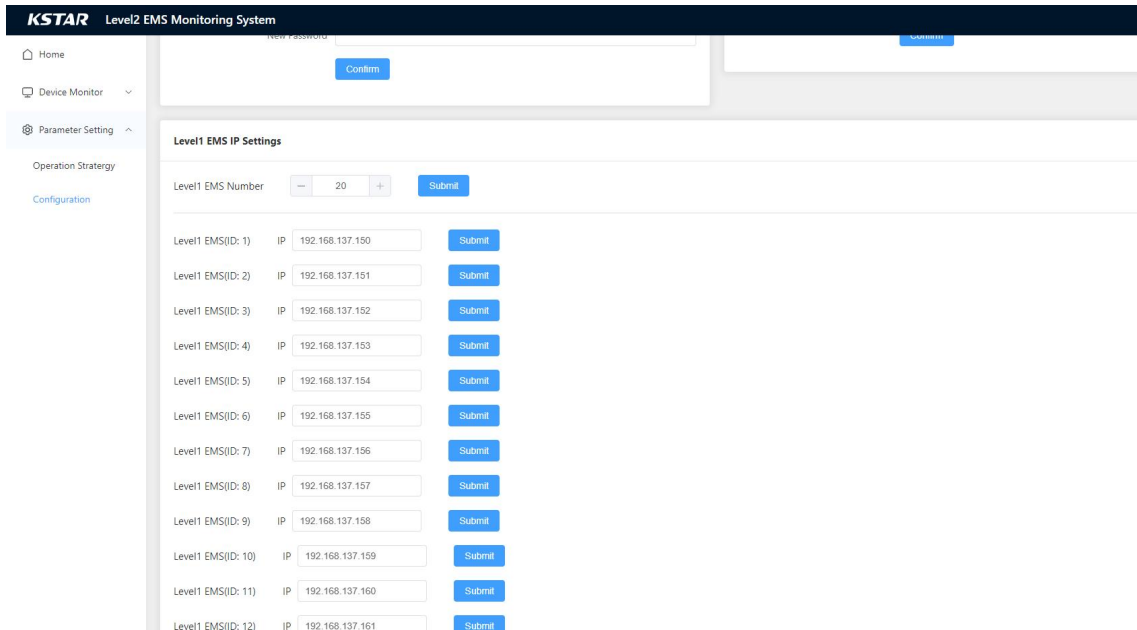 KSTAR Level2 EMS Monitoring System
New Password
Confirm
Confirm
Home
Device Monitor
Parameter Setting
Operation Stratergy
Configuration
Level1 EMS IP Settings
Level1 EMS Number − 20 + Submit
Level1 EMS(ID: 1) IP 192.168.137.150 Submit
Level1 EMS(ID: 2) IP 192.168.137.151 Submit
Level1 EMS(ID: 3) IP 192.168.137.152 Submit
Level1 EMS(ID: 4) IP 192.168.137.153 Submit
Level1 EMS(ID: 5) IP 192.168.137.154 Submit
Level1 EMS(ID: 6) IP 192.168.137.155 Submit
Level1 EMS(ID: 7) IP 192.168.137.156 Submit
Level1 EMS(ID: 8) IP 192.168.137.157 Submit
Level1 EMS(ID: 9) IP 192.168.137.158 Submit
Level1 EMS(ID: 10) IP 192.168.137.159 Submit
Level1 EMS(ID: 11) IP 192.168.137.160 Submit
Level1 EMS(ID: 12) IP 192.168.137.161 Submit